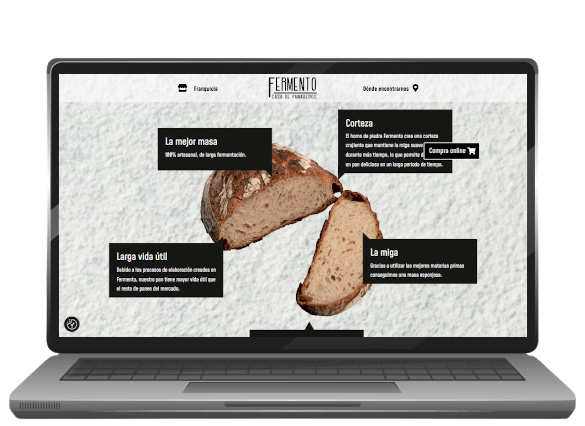 Franquicia
FERMENTO
CASA DE PANADEROS
Dónde encontrarnos
La mejor masa
100% artesanal, de larga fermentación.
Corteza
El horno de piedra Fermento crea una corteza
crujiente que mantiene la miga suave
durante más tiempo, lo que permite
un pan delicioso en un largo periodo de tiempo.
Compra online
Larga vida útil
Debido a los procesos de elaboración creados en
Fermento, nuestro pan tiene mayor vida útil que
el resto de panes del mercado.
La miga
Gracias a utilizar las mejores materias primas
conseguimos una masa esponjosa.